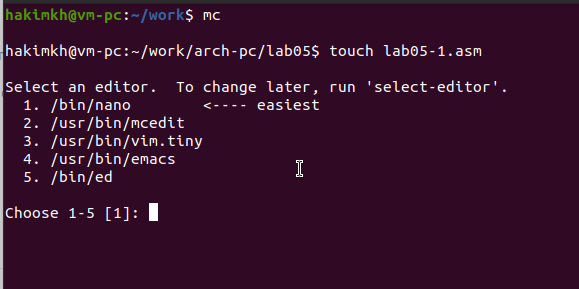 hakimkh@vm-pc:~/work$ mc
hakimkh@vm-pc:~/work/arch-pc/lab05$ touch lab05-1.asm
Select an editor.  To change later, run 'select-editor'.
  1. /bin/nano        <---- easiest
  2. /usr/bin/mcedit
  3. /usr/bin/vim.tiny
  4. /usr/bin/emacs
  5. /bin/ed
Choose 1-5 [1]: